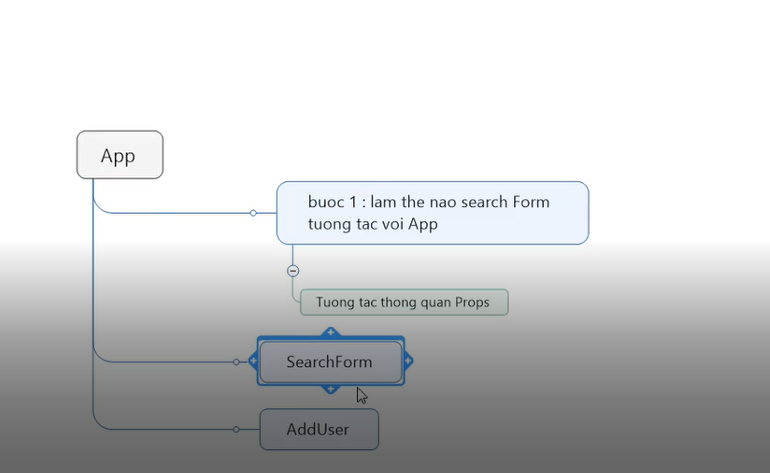 App
buoc 1 : lam the nao search Form
tuong tac voi App
Tuong tac thong quan Props
SearchForm
AddUser